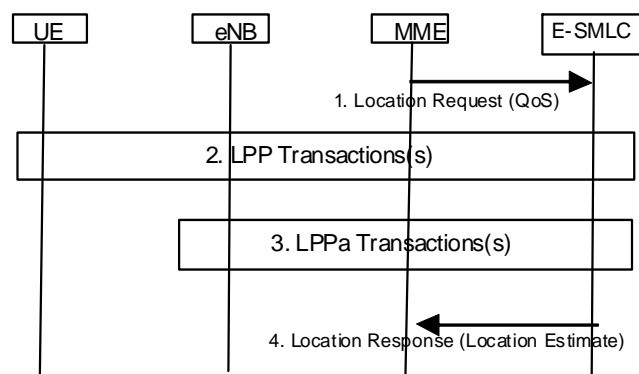 UE
eNB
MME
E-SMLC
1. Location Request (QoS)
2. LPP Transactions(s)
3. LPPa Transactions(s)
4. Location Response (Location Estimate)